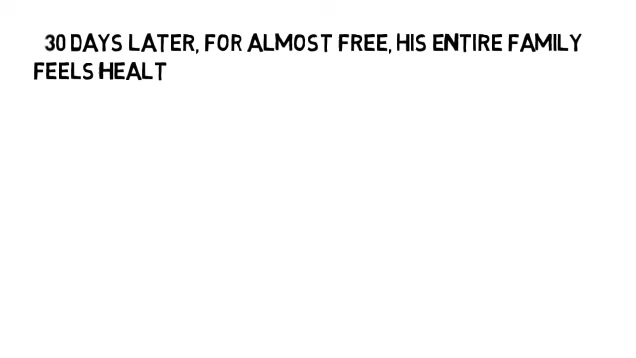 30 DAYS LATER, FOR ALMOST FREE, HIS ENTIRE FAMILY
FEELS HEALT